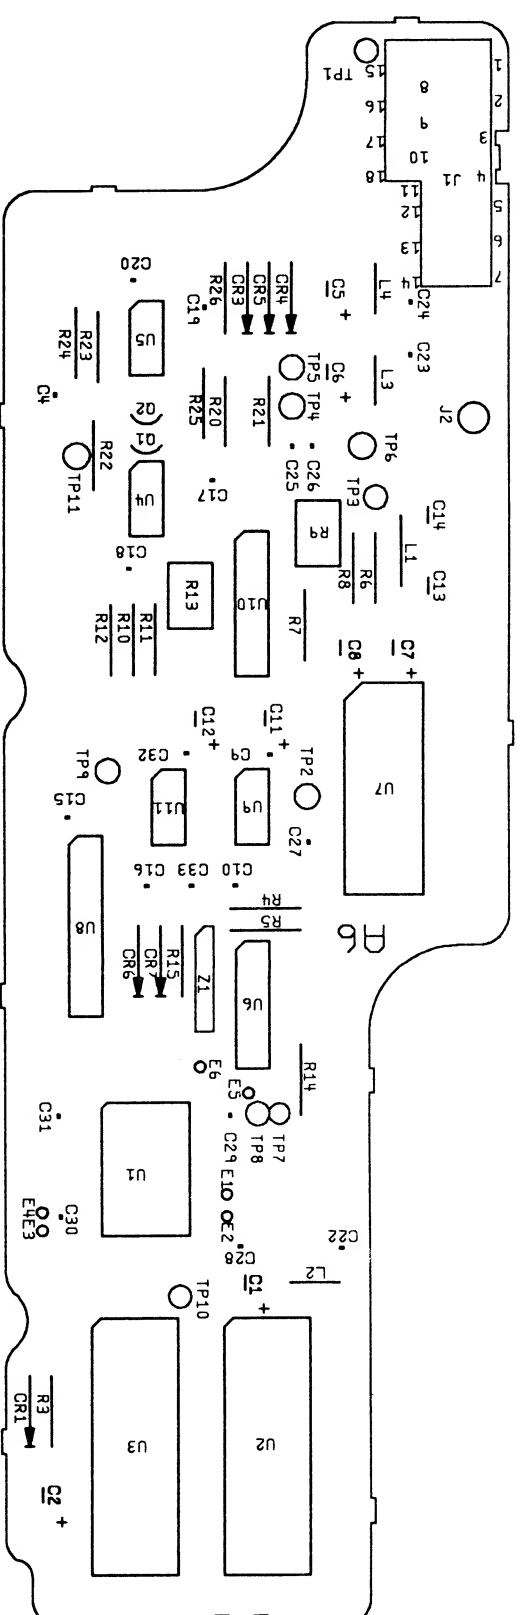 TP1
15
16
17
18
8
9
10
J1
1
2
3
4
5
6
7
11
12
13
14
C20
C19
R26
CR3
CR5
CR4
C5
+
L4
C24
U5
R24
R23
C4
Q2
Q1
R25
R20
R21
TP5
TP4
C6
+
L3
C23
J2
TP6
TP3
R22
TP11
U4
C17
C25
C26
R9
C14
L1
C13
C18
R13
U10
R8
R6
R7
R12
R10
R11
C8
+
C7
+
C12
+
C11
+
C32
C9
TP9
TP2
U7
C15
U11
U9
C27
C16
C33
C10
R4
R5
A6
U8
CR6
CR7
R15
Z1
U6
E6
E5
R14
C31
U1
C29
TP8
TP7
E1
E2
E4
E3
C30
C28
C22
L2
C1
+
TP10
CR1
R3
U3
U2
C2
+